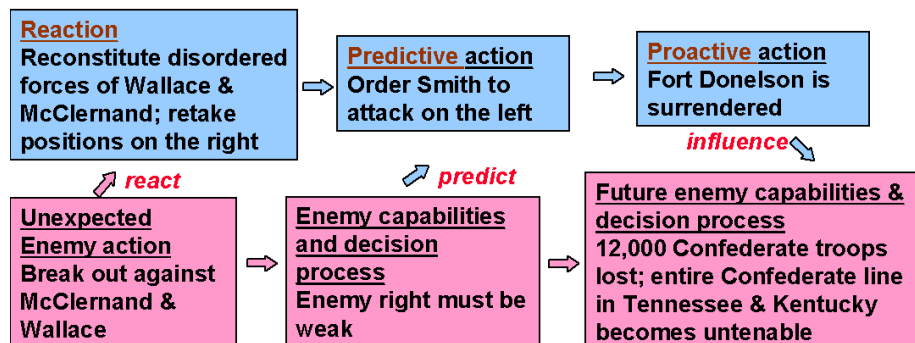 Reaction
Reconstitute disordered
forces of Wallace &
McClernand; retake
positions on the right
Predictive action
Order Smith to
attack on the left
Proactive action
Fort Donelson is
surrendered
react
predict
influence
Unexpected
Enemy action
Break out against
McClernand &
Wallace
Enemy capabilities
and decision
process
Enemy right must be
weak
Future enemy capabilities &
decision process
12,000 Confederate troops
lost; entire Confederate line
in Tennessee & Kentucky
becomes untenable